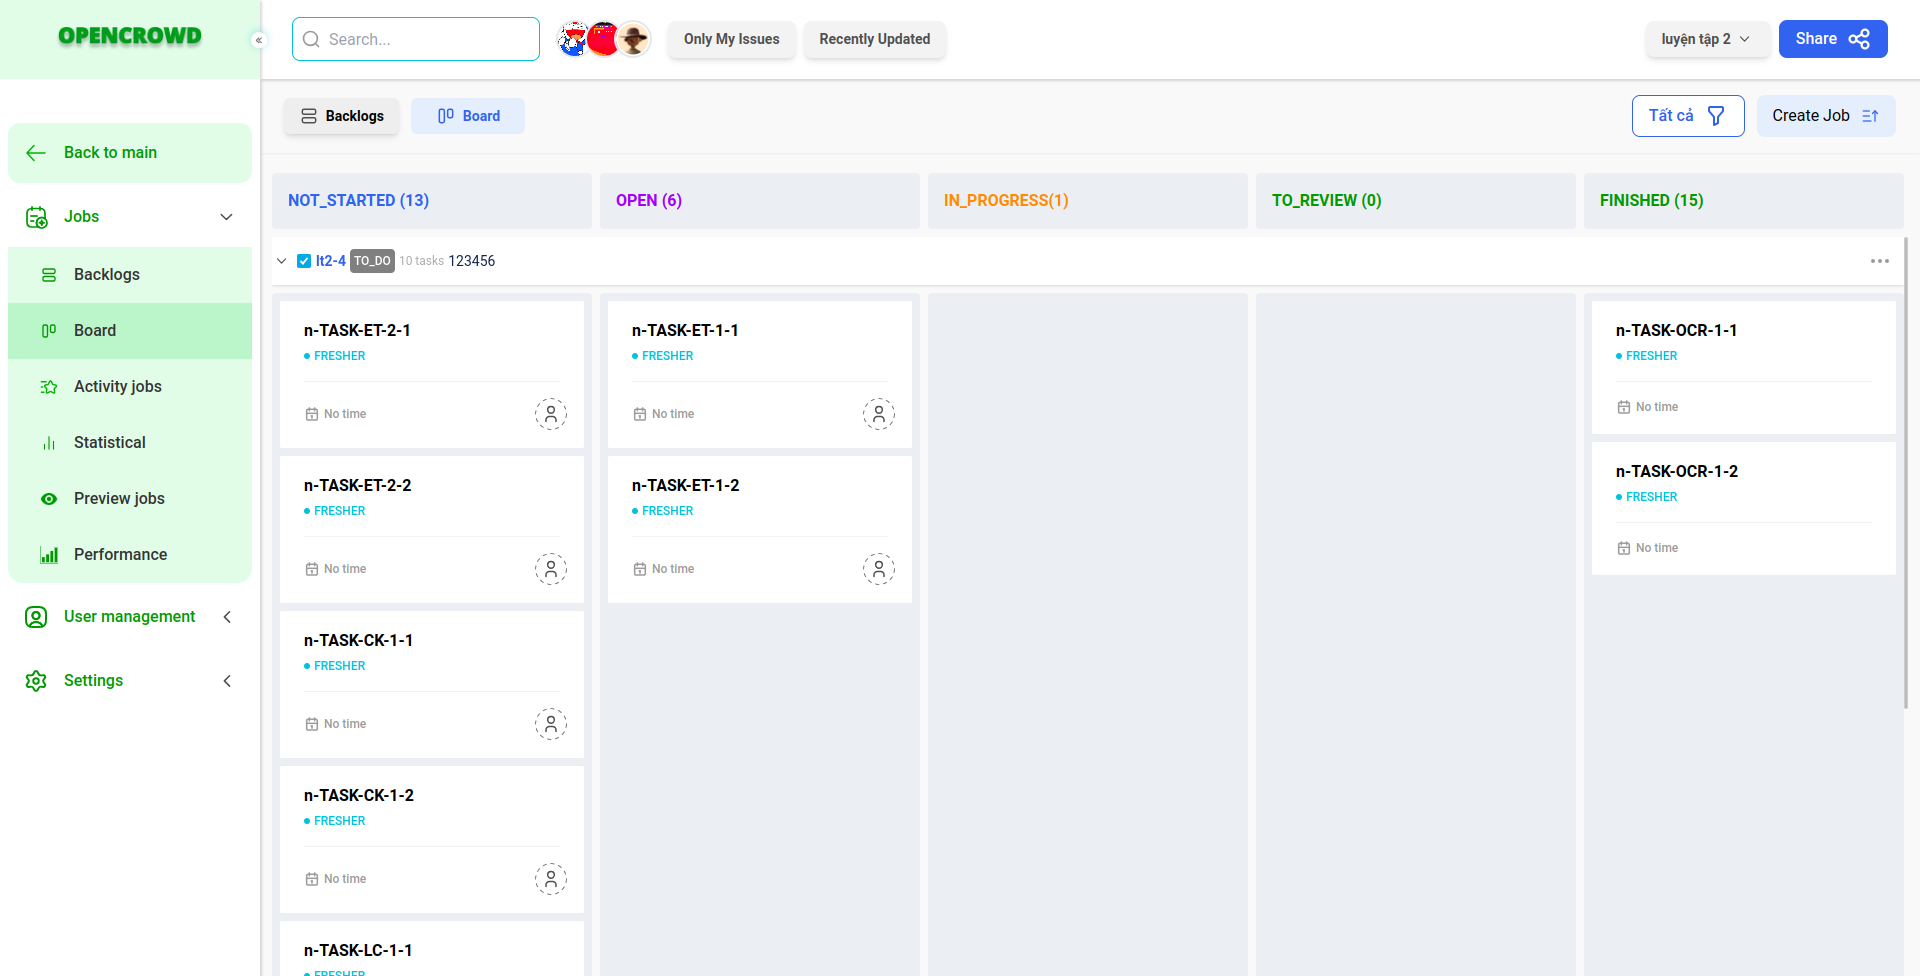 OPENCROWD
«
Search...
Only My Issues
Recently Updated
luyện tập 2
Share
Back to main
Jobs
Backlogs
Board
Activity jobs
Statistical
Preview jobs
Performance
User management
Settings
Backlogs
Board
Tất cả
Create Job
NOT_STARTED (13)
OPEN (6)
IN_PROGRESS(1)
TO_REVIEW (0)
FINISHED (15)
lt2-4 TO_DO 10 tasks 123456
n-TASK-ET-2-1
FRESHER
No time
n-TASK-ET-2-2
FRESHER
No time
n-TASK-CK-1-1
FRESHER
No time
n-TASK-CK-1-2
FRESHER
No time
n-TASK-LC-1-1
FRESHER
n-TASK-ET-1-1
FRESHER
No time
n-TASK-ET-1-2
FRESHER
No time
n-TASK-OCR-1-1
FRESHER
No time
n-TASK-OCR-1-2
FRESHER
No time